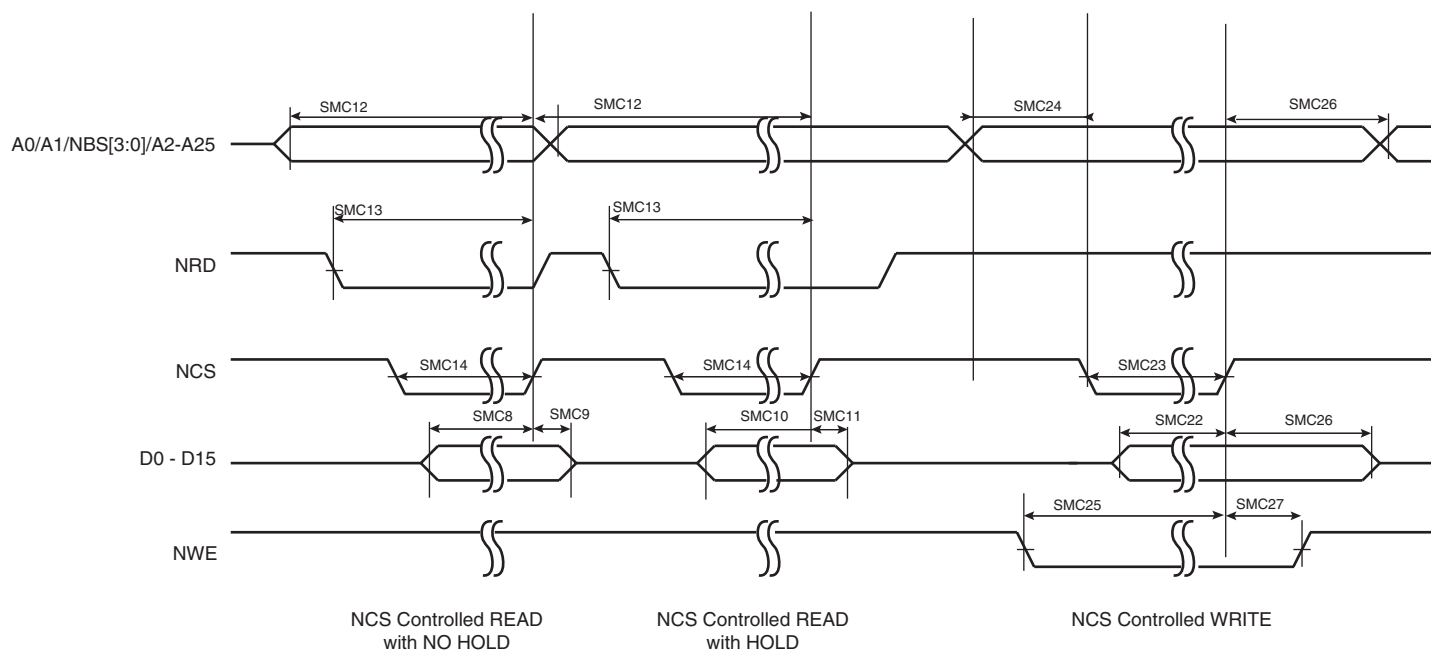 SMC12
SMC12
SMC24
SMC26
A0/A1/NBS[3:0]/A2-A25
SMC13
SMC13
NRD
NCS
SMC14
SMC14
SMC23
SMC8
SMC9
SMC10
SMC11
SMC22
SMC26
D0 - D15
SMC25
SMC27
NWE
NCS Controlled READ
with NO HOLD
NCS Controlled READ
with HOLD
NCS Controlled WRITE